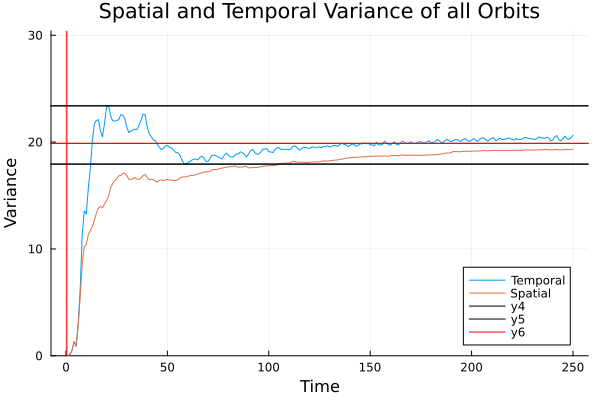 Spatial and Temporal Variance of all Orbits
30
20
10
0
Variance
Temporal
Spatial
y4
y5
y6
0 50 100 150 200 250
Time